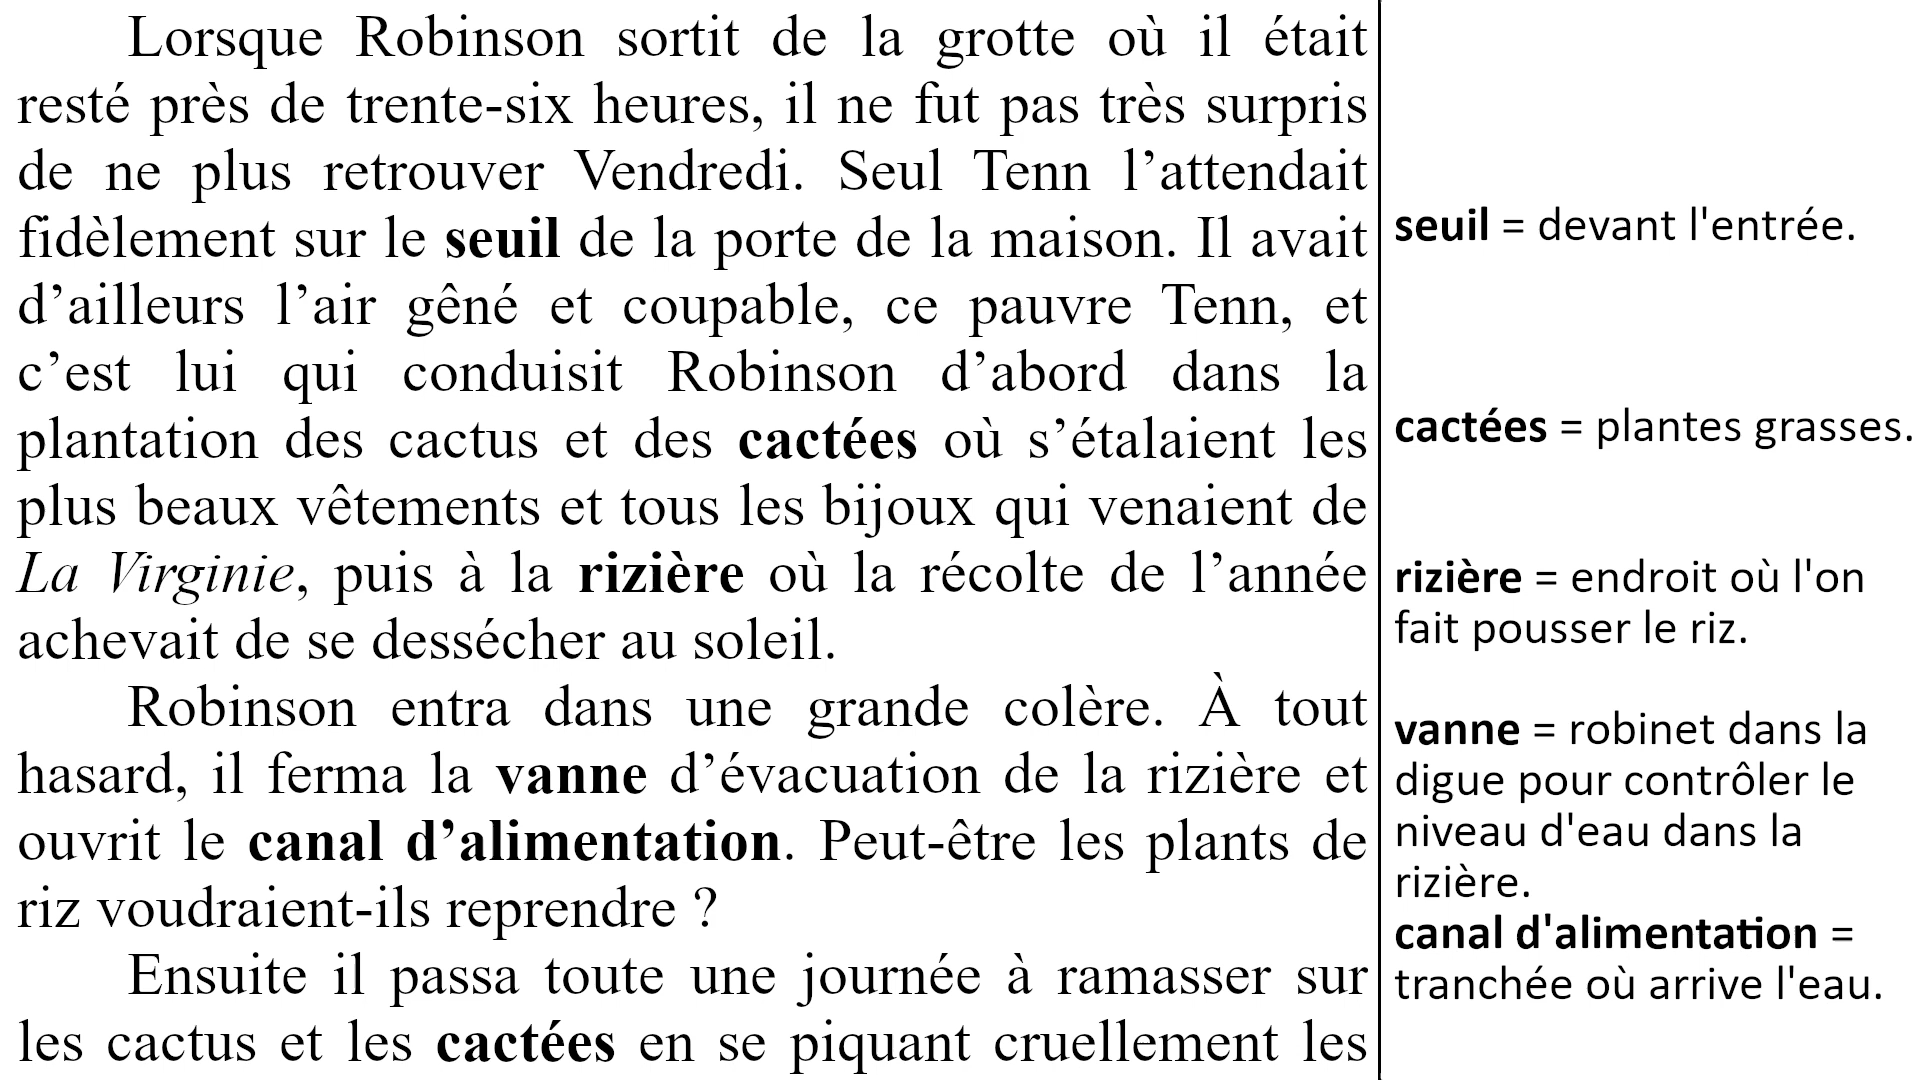 Lorsque Robinson sortit de la grotte où il était
resté près de trente-six heures, il ne fut pas très surpris
de ne plus retrouver Vendredi. Seul Tenn l’attendait
fidèlement sur le seuil de la porte de la maison. Il avait
d’ailleurs l’air gêné et coupable, ce pauvre Tenn, et
c’est lui qui conduisit Robinson d’abord dans la
plantation des cactus et des cactées où s’étalaient les
plus beaux vêtements et tous les bijoux qui venaient de
La Virginie, puis à la rizière où la récolte de l’année
achevait de se dessécher au soleil.
Robinson entra dans une grande colère. À tout
hasard, il ferma la vanne d’évacuation de la rizière et
ouvrit le canal d’alimentation. Peut-être les plants de
riz voudraient-ils reprendre ?
Ensuite il passa toute une journée à ramasser sur
les cactus et les cactées en se piquant cruellement les
seuil = devant l'entrée.
cactées = plantes grasses.
rizière = endroit où l'on
fait pousser le riz.
vanne = robinet dans la
digue pour contrôler le
niveau d'eau dans la
rizière.
canal d'alimentation =
tranchée où arrive l'eau.